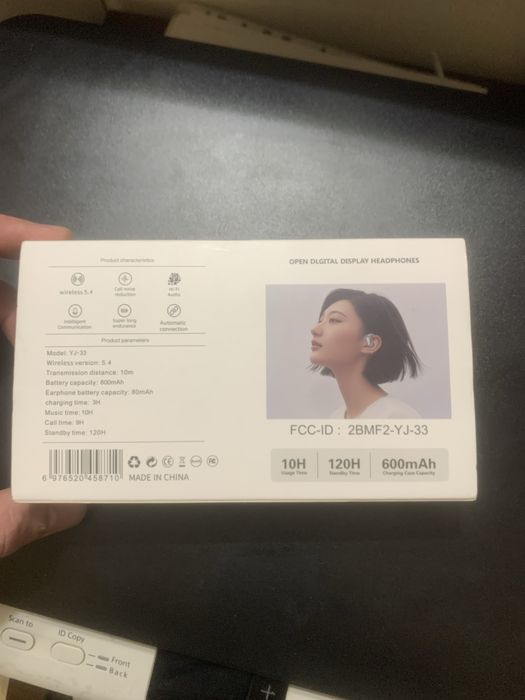 Product characteristics
wireless 5.4
Call noise
reduction
Hi-Fi
Audio
Intelligent
Communication
Super long
endurance
Automatic
connection
Product parameters
Model: YJ-33
Wireless version: 5.4
Transmission distance: 10m
Battery capacity: 600mAh
Earphone battery capacity: 80mAh
charging time: 3H
Music time: 10H
Call time: 9H
Standby time: 120H
6 976520 458710
MADE IN CHINA
OPEN DLGITAL DISPLAY HEADPHONES
FCC-ID : 2BMF2-YJ-33
10H
Usage Time
120H
Standby Time
600mAh
Charging Case Capacity
Scan to
ID Copy
Front
Back